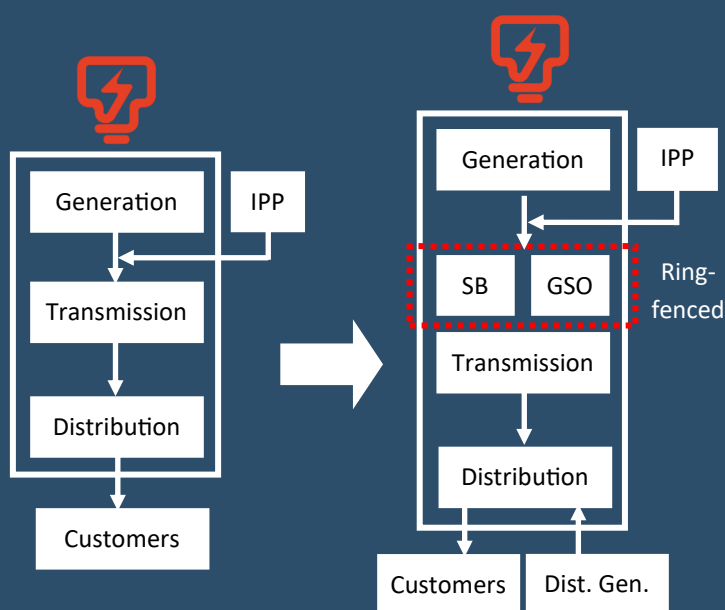 Generation
IPP
Transmission
Distribution
Customers
Generation
IPP
SB
GSO
Ring-
fenced
Transmission
Distribution
Customers
Dist. Gen.